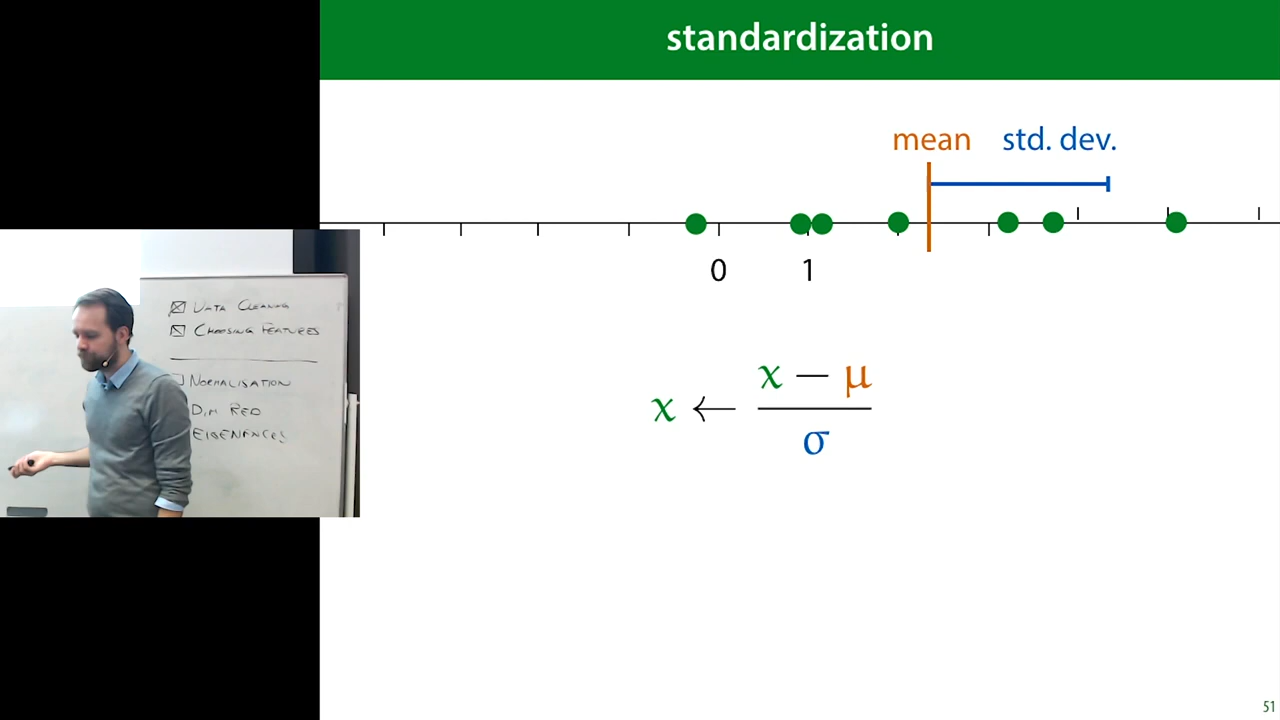 standardization
mean std. dev.
0 1
x ← x − μ
σ
DATA CLEANING
CHOOSING FEATURES
NORMALISATION
DIM RED
EIGENFACES
51